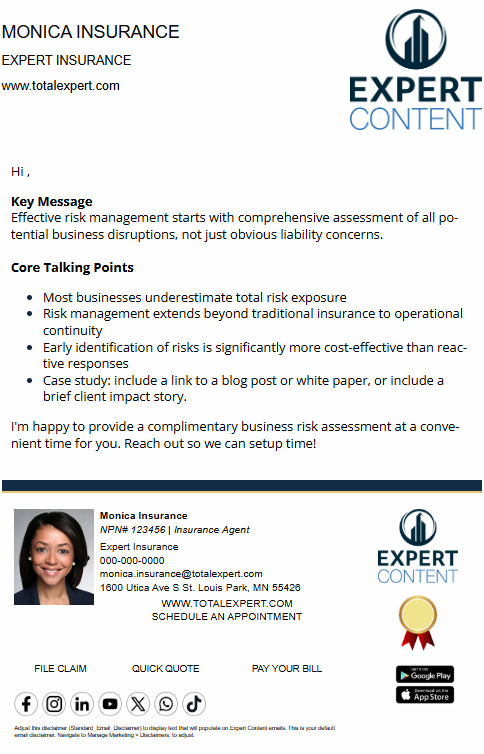 MONICA INSURANCE
EXPERT INSURANCE
www.totalexpert.com
EXPERT
CONTENT
Hi ,
Key Message
Effective risk management starts with comprehensive assessment of all po-
tential business disruptions, not just obvious liability concerns.
Core Talking Points
• Most businesses underestimate total risk exposure
• Risk management extends beyond traditional insurance to operational
continuity
• Early identification of risks is significantly more cost-effective than reac-
tive responses
• Case study: include a link to a blog post or white paper, or include a
brief client impact story.
I'm happy to provide a complimentary business risk assessment at a conve-
nient time for you. Reach out so we can setup time!
Monica Insurance
NPN# 123456 | Insurance Agent
Expert Insurance
000-000-0000
monica.insurance@totalexpert.com
1600 Utica Ave S St. Louis Park, MN 55426
WWW.TOTALEXPERT.COM
SCHEDULE AN APPOINTMENT
EXPERT
CONTENT
FILE CLAIM QUICK QUOTE PAY YOUR BILL
GET IT ON
Google Play
Download on the
App Store
Adjust this disclaimer (Standard_Email_Disclaimer) to display text that will populate on Expert Content emails. This is your default
email disclaimer. Navigate to Manage Marketing > Disclaimers, to adjust.